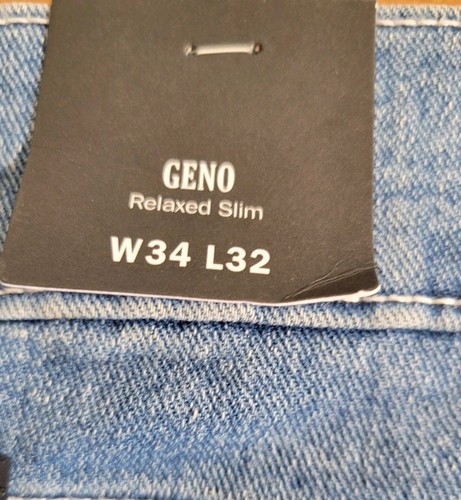 GENO
Relaxed Slim
W34 L32